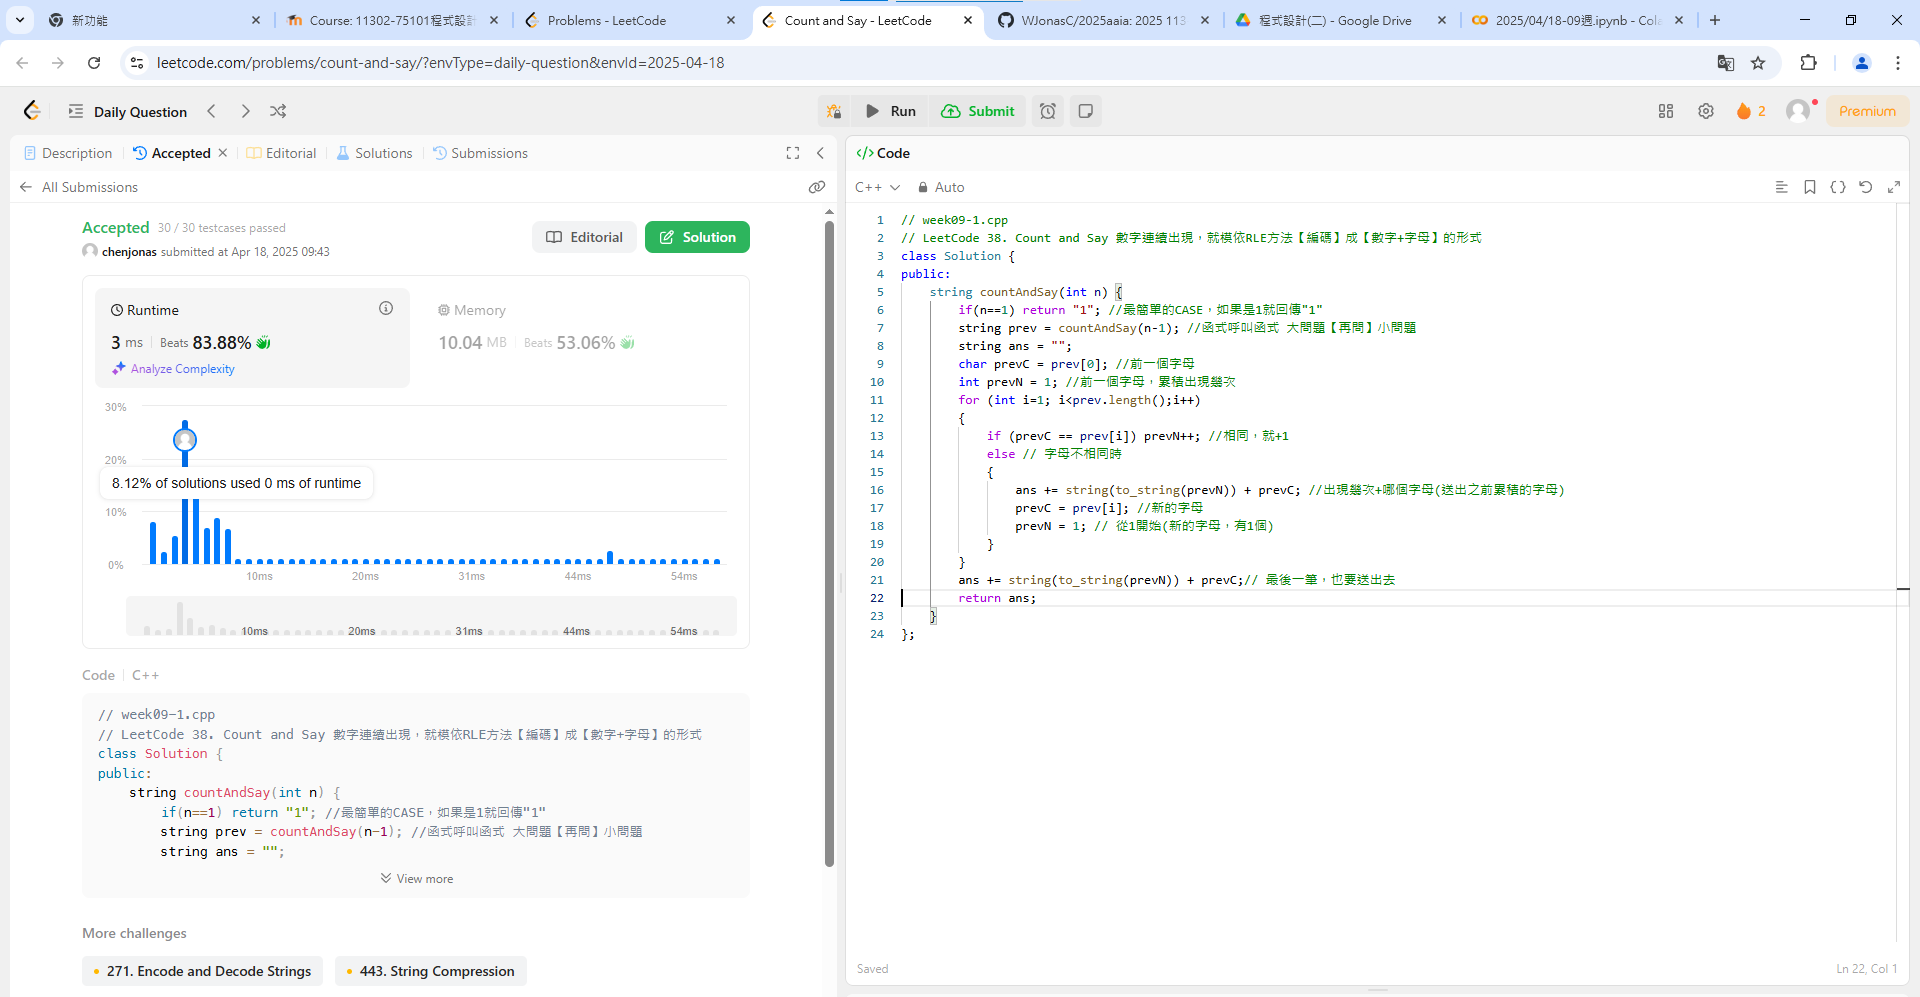 新功能
Course: 11302-75101程式設計
Problems - LeetCode
Count and Say - LeetCode
WJonasC/2025aaia: 2025 113
程式設計(二) - Google Drive
2025/04/18-09週.ipynb - Cola
leetcode.com/problems/count-and-say/?envType=daily-question&envId=2025-04-18
Daily Question
Run
Submit
2
Premium
Description
Accepted
Editorial
Solutions
Submissions
All Submissions
Accepted 30 / 30 testcases passed
chenjonas submitted at Apr 18, 2025 09:43
Editorial
Solution
Runtime
3 ms Beats 83.88%
Analyze Complexity
Memory
10.04 MB Beats 53.06%
30%
20%
8.12% of solutions used 0 ms of runtime
10%
0%
10ms 20ms 31ms 44ms 54ms
10ms 20ms 31ms 44ms 54ms
Code C++
// week09-1.cpp
// LeetCode 38. Count and Say 數字連續出現，就模依RLE方法【編碼】成【數字+字母】的形式
class Solution {
public:
string countAndSay(int n) {
if(n==1) return "1"; //最簡單的CASE，如果是1就回傳"1"
string prev = countAndSay(n-1); //函式呼叫函式 大問題【再問】小問題
string ans = "";
View more
More challenges
271. Encode and Decode Strings
443. String Compression
</> Code
C++ Auto
1 // week09-1.cpp
2 // LeetCode 38. Count and Say 數字連續出現，就模依RLE方法【編碼】成【數字+字母】的形式
3 class Solution {
4 public:
5 string countAndSay(int n) {
6 if(n==1) return "1"; //最簡單的CASE，如果是1就回傳"1"
7 string prev = countAndSay(n-1); //函式呼叫函式 大問題【再問】小問題
8 string ans = "";
9 char prevC = prev[0]; //前一個字母
10 int prevN = 1; //前一個字母，累積出現幾次
11 for (int i=1; i<prev.length();i++)
12 {
13 if (prevC == prev[i]) prevN++; //相同，就+1
14 else // 字母不相同時
15 {
16 ans += string(to_string(prevN)) + prevC; //出現幾次+哪個字母(送出之前累積的字母)
17 prevC = prev[i]; //新的字母
18 prevN = 1; // 從1開始(新的字母，有1個)
19 }
20 }
21 ans += string(to_string(prevN)) + prevC;// 最後一筆，也要送出去
22 return ans;
23 }
24 };
Saved
Ln 22, Col 1